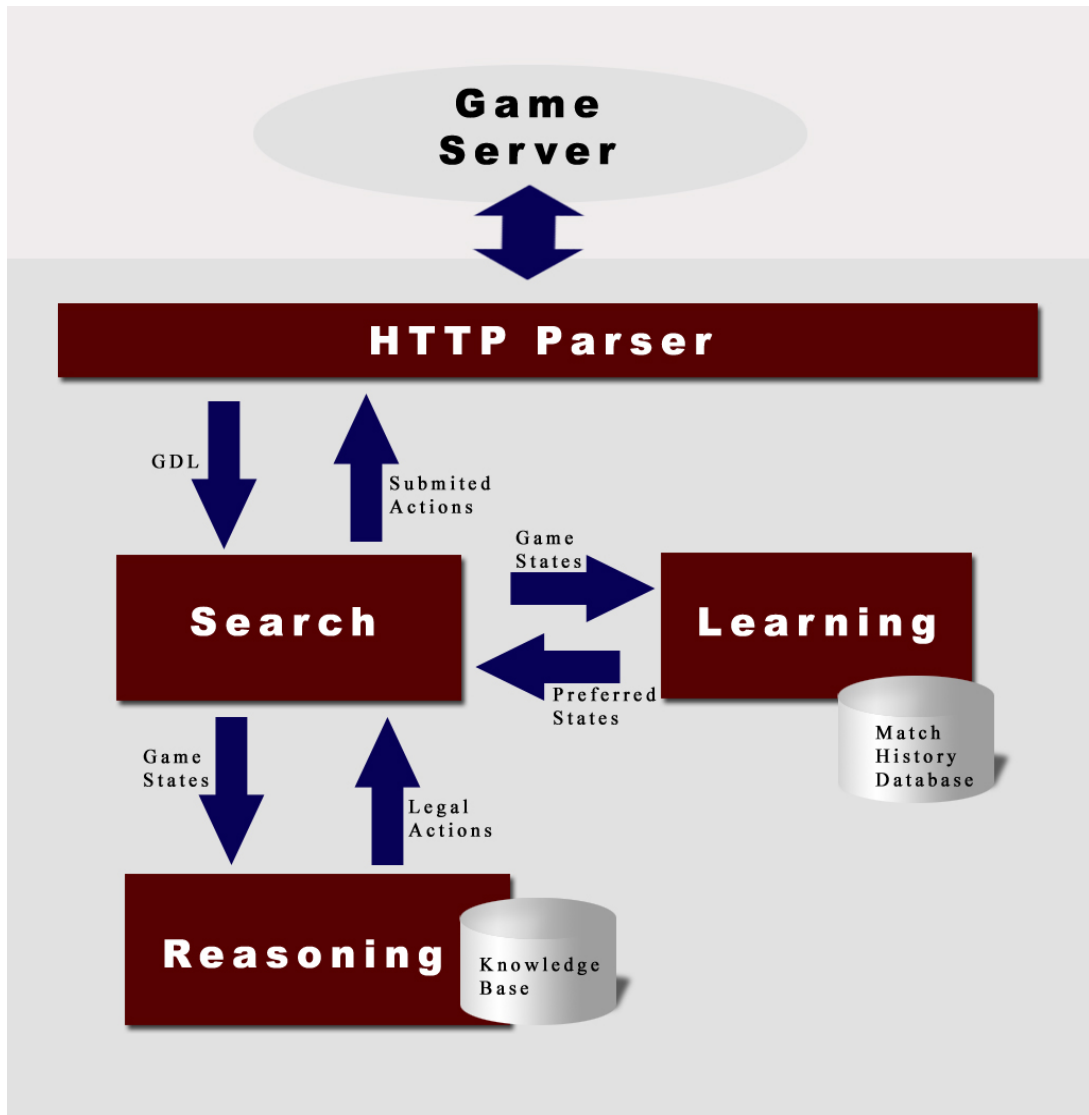 Game
Server
HTTP Parser
GDL
Submited
Actions
Game
States
Search
Learning
Preferred
States
Match
History
Database
Game
States
Legal
Actions
Reasoning
Knowledge
Base